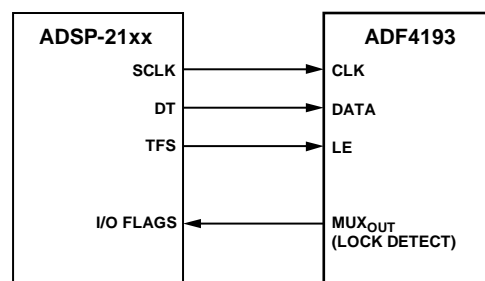 ADSP-21xx
SCLK
DT
TFS
I/O FLAGS
ADF4193
CLK
DATA
LE
MUXOUT
(LOCK DETECT)